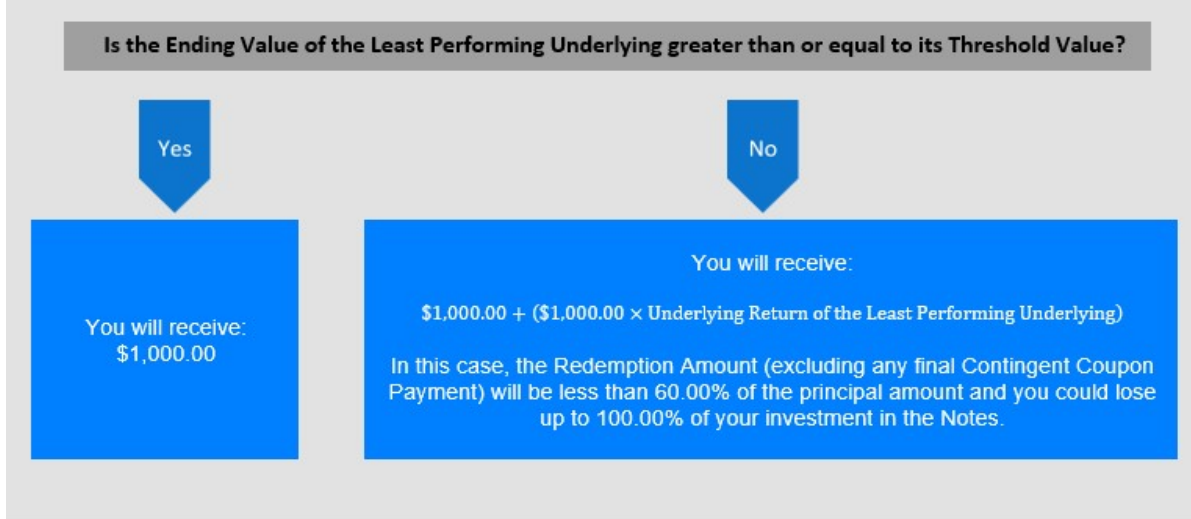 Is the Ending Value of the Least Performing Underlying greater than or equal to its Threshold Value?
Yes
No
You will receive:
$1,000.00
You will receive:
$1,000.00 + ($1,000.00 × Underlying Return of the Least Performing Underlying)
In this case, the Redemption Amount (excluding any final Contingent Coupon
Payment) will be less than 60.00% of the principal amount and you could lose
up to 100.00% of your investment in the Notes.